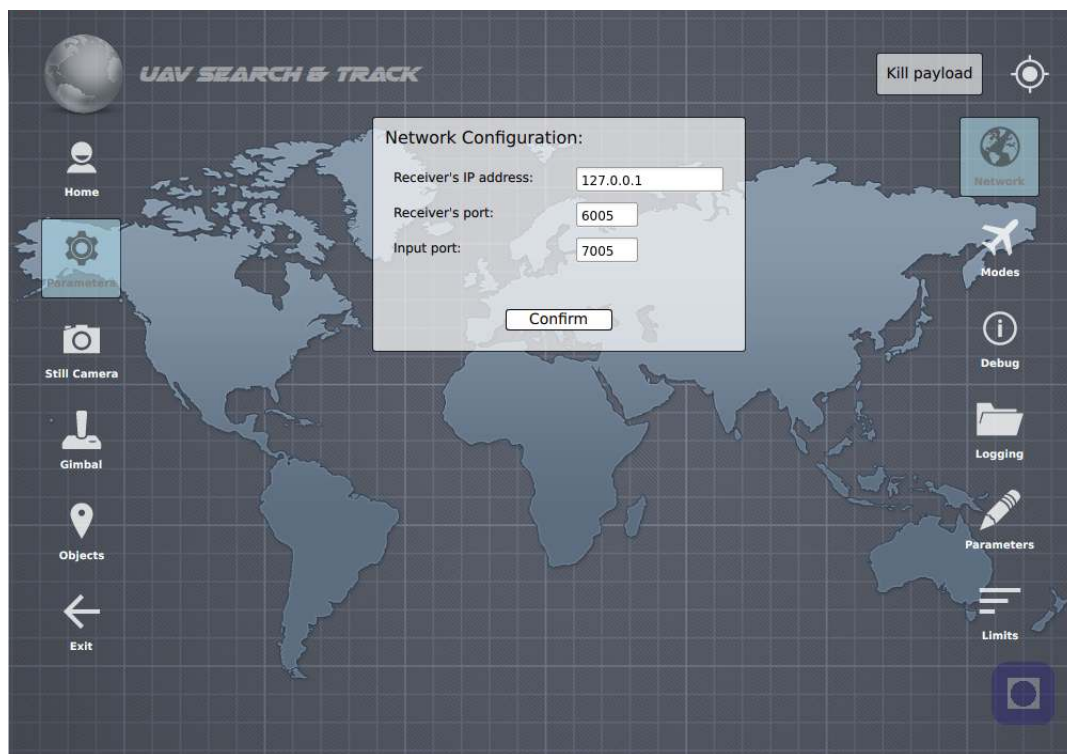 UAV SEARCH & TRACK
Kill payload
Home
Parameters
Still Camera
Gimbal
Objects
Exit
Network Configuration:
Receiver's IP address: 127.0.0.1
Receiver's port: 6005
Input port: 7005
Confirm
Network
Modes
Debug
Logging
Parameters
Limits